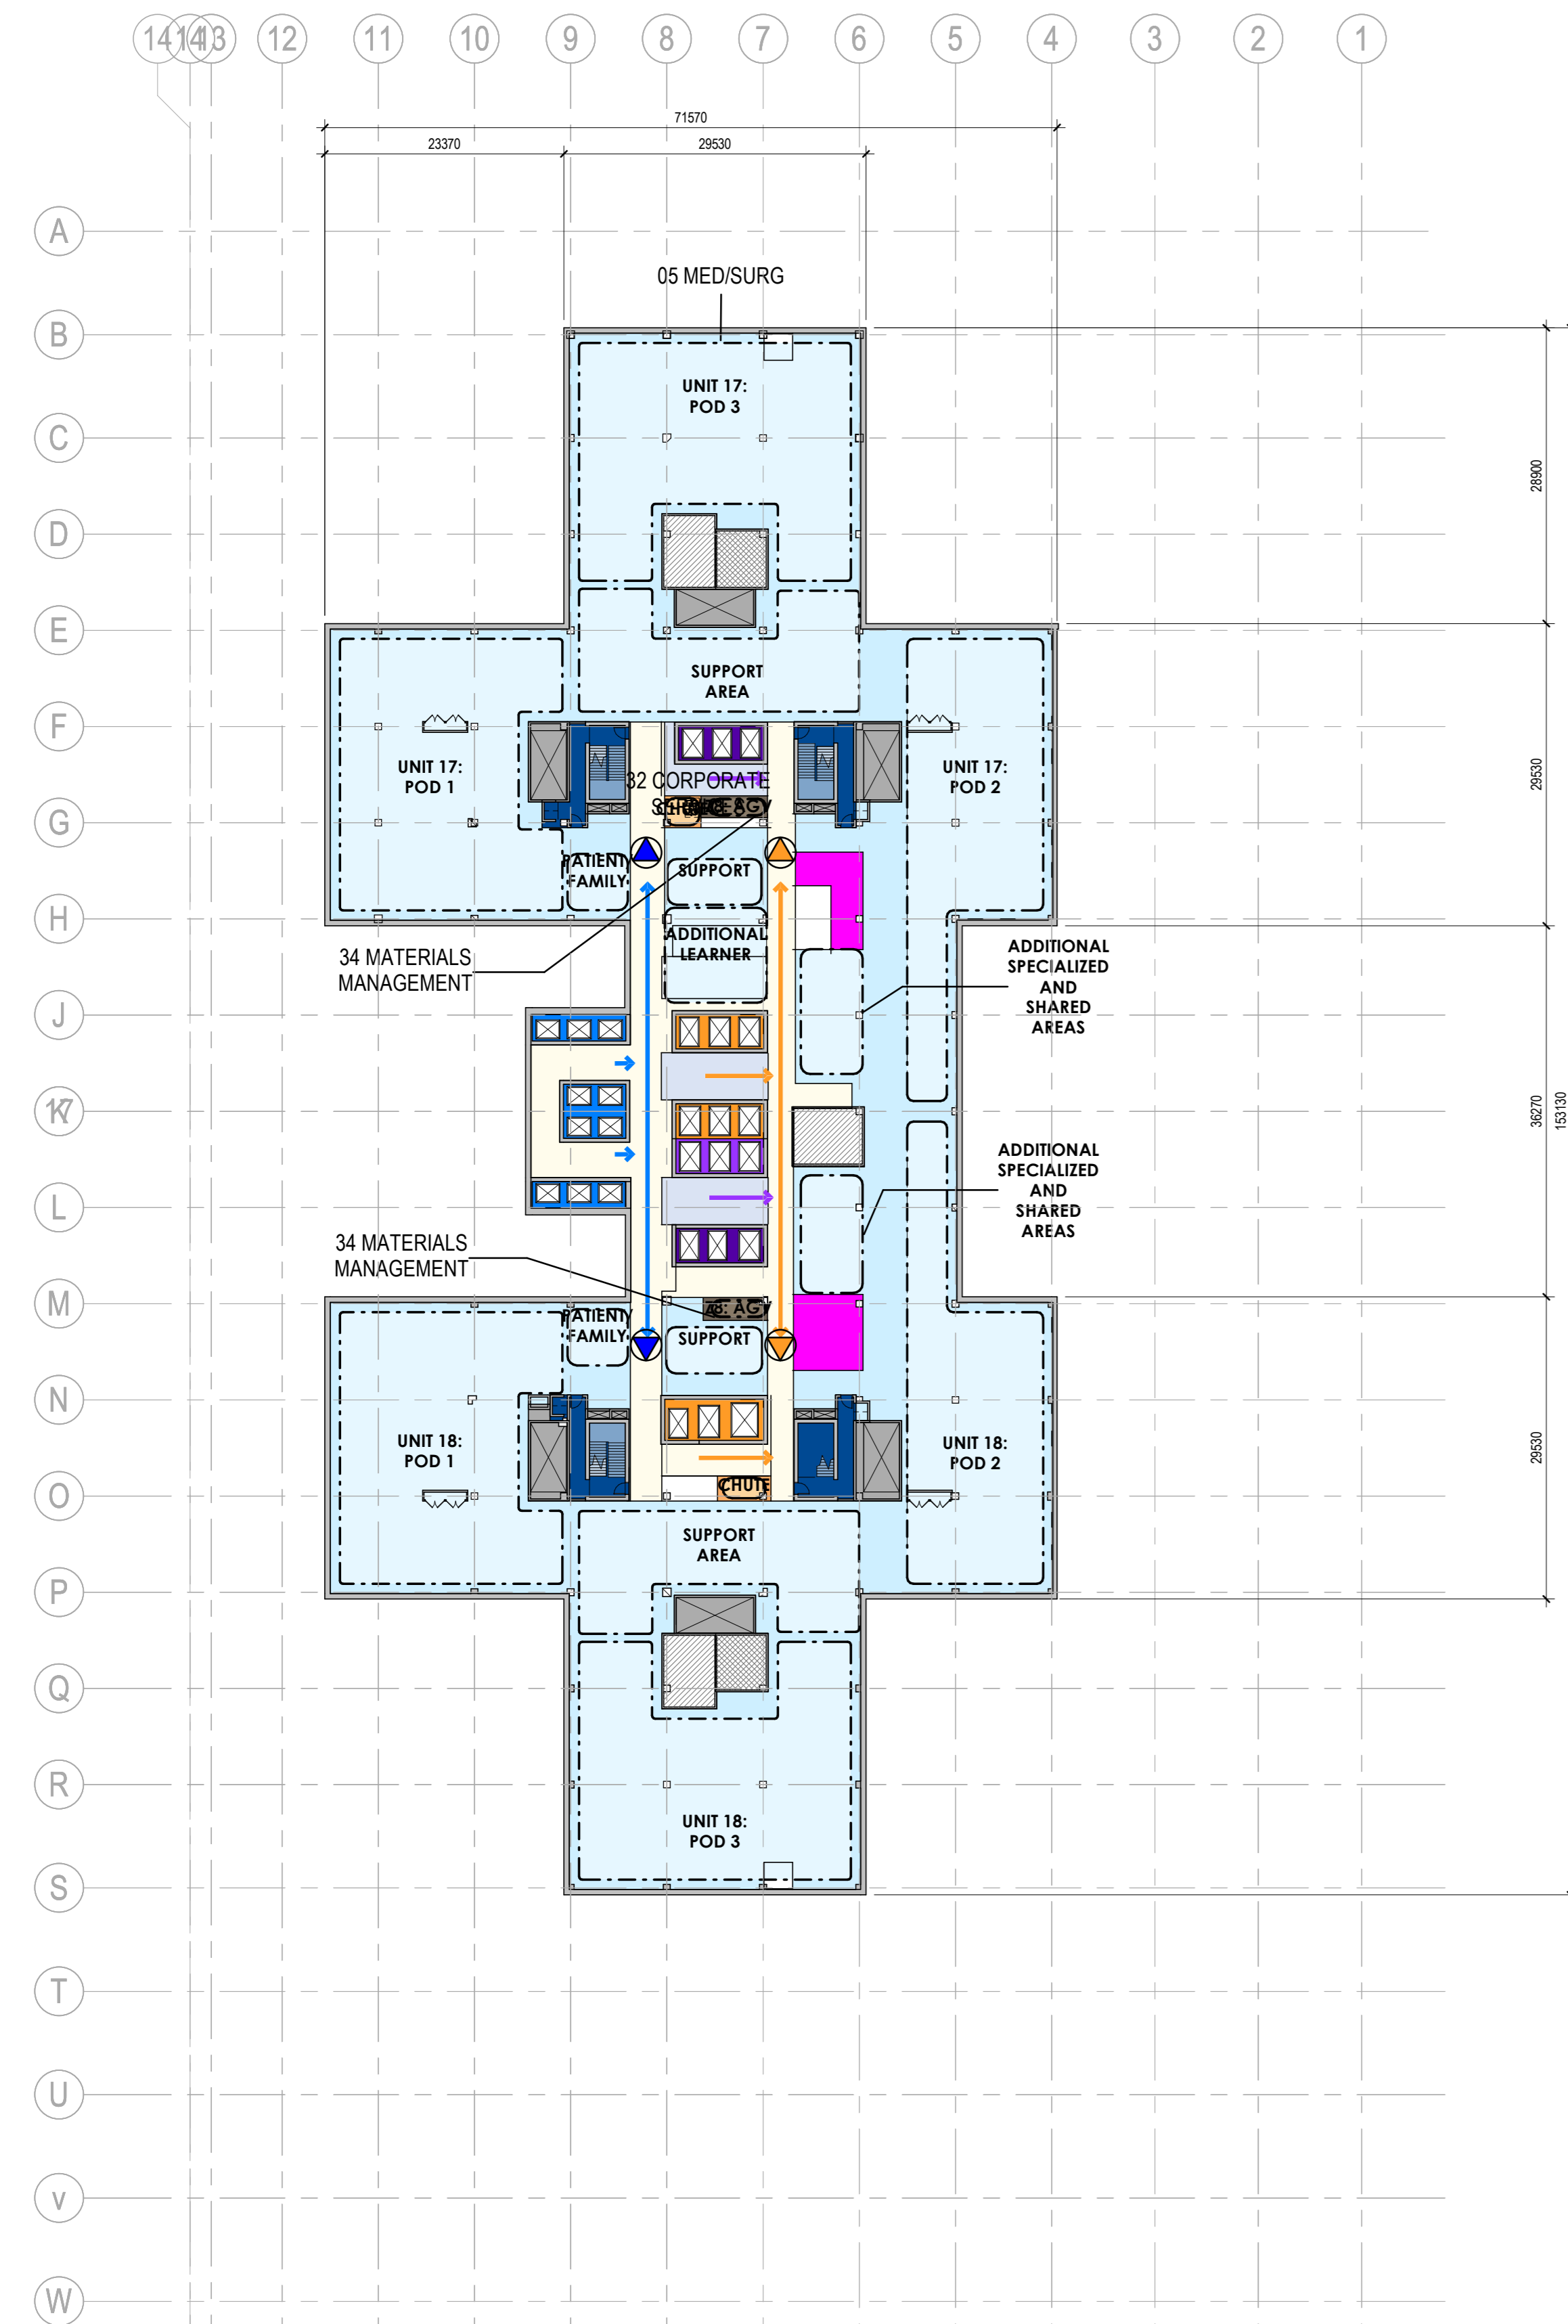 14
14
13
12
11
10
9
8
7
6
5
4
3
2
1
71570
23370
29530
A
05 MED/SURG
B
UNIT 17:
POD 3
C
28900
D
E
SUPPORT
AREA
F
UNIT 17:
POD 1
UNIT 17:
POD 2
29530
32 CORPORATE
G
PATIENT/
FAMILY
SUPPORT
H
ADDITIONAL
LEARNER
34 MATERIALS
MANAGEMENT
ADDITIONAL
SPECIALIZED
AND
SHARED
AREAS
J
K
17
36270
153130
L
ADDITIONAL
SPECIALIZED
AND
SHARED
AREAS
34 MATERIALS
MANAGEMENT
M
PATIENT/
FAMILY
SUPPORT
N
UNIT 18:
POD 1
UNIT 18:
POD 2
29530
CHUTE
O
SUPPORT
AREA
P
Q
R
UNIT 18:
POD 3
S
T
U
v
W